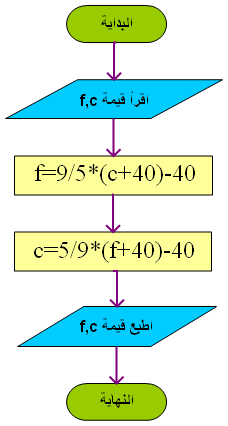 البداية
اقرأ قيمة f,c
f=9/5*(c+40)-40
c=5/9*(f+40)-40
اطبع قيمة f,c
النهاية